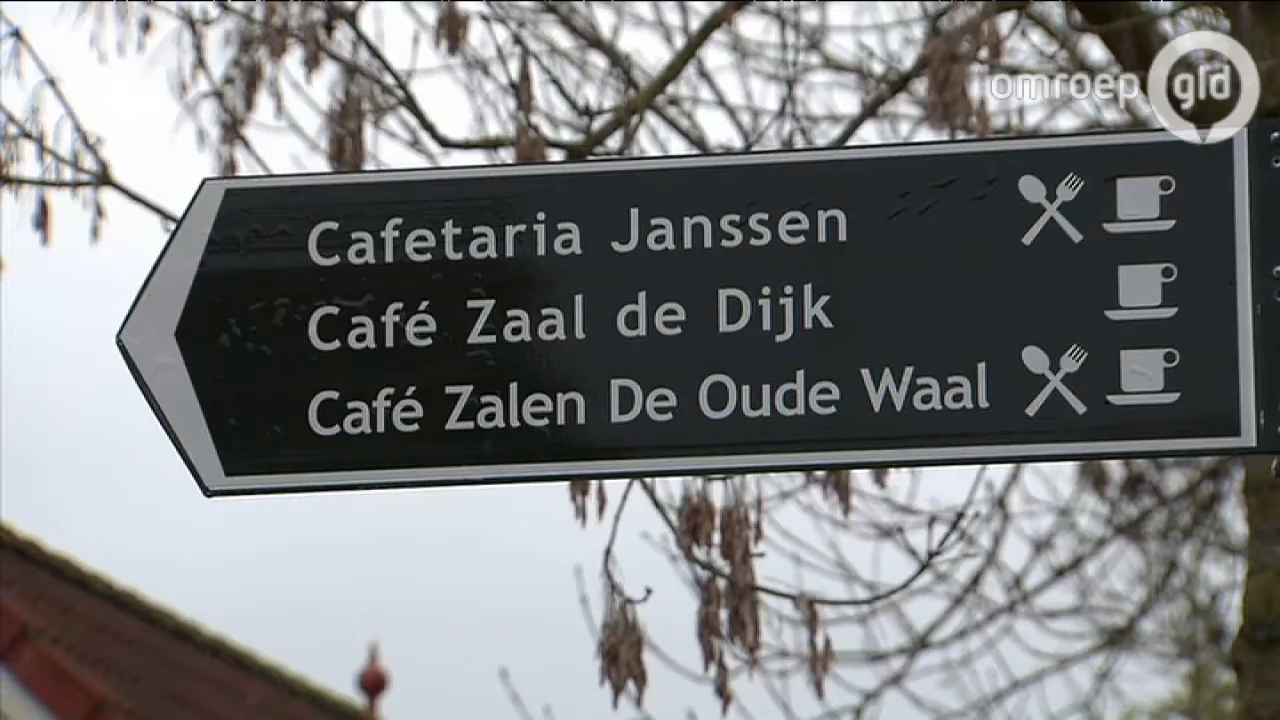 omroep gld
Cafetaria Janssen
Café Zaal de Dijk
Café Zalen De Oude Waal